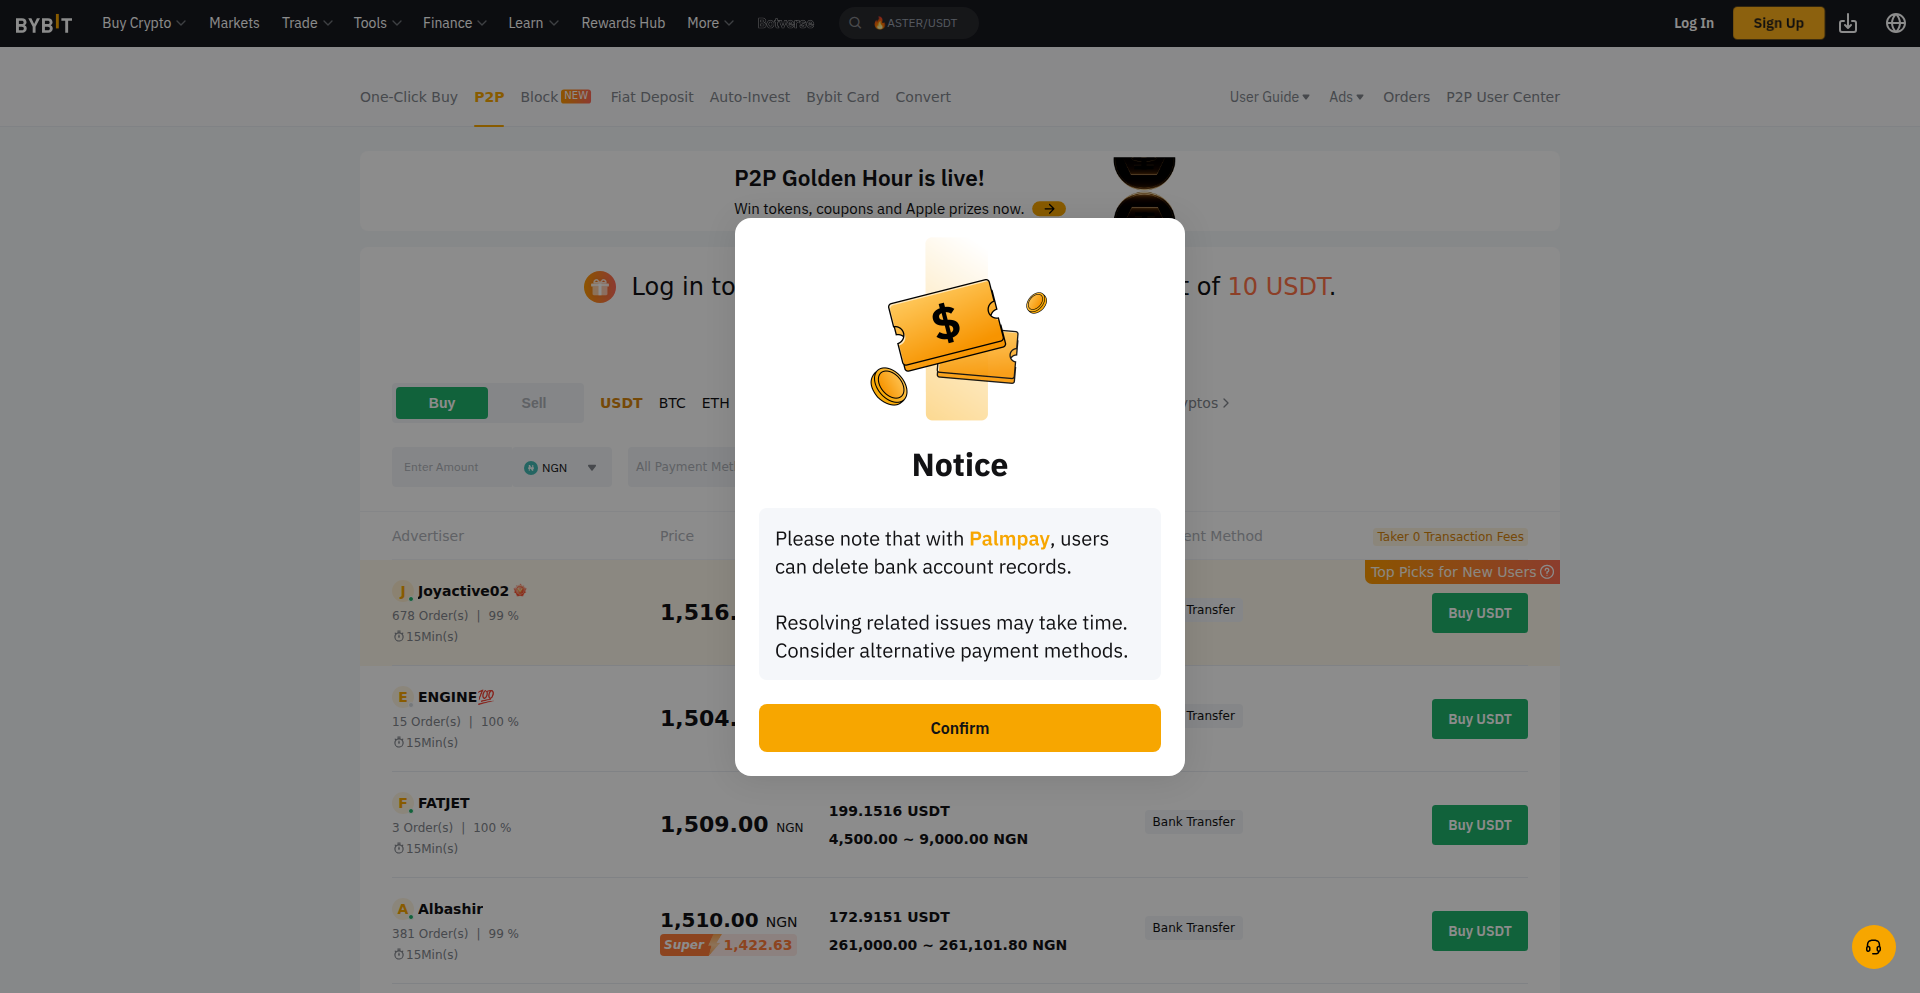 BYBIT Buy Crypto Markets Trade Tools Finance Learn Rewards Hub More Botverse 🔥ASTER/USDT Log In Sign Up
One-Click Buy P2P Block NEW Fiat Deposit Auto-Invest Bybit Card Convert User Guide Ads Orders P2P User Center
P2P Golden Hour is live!
Win tokens, coupons and Apple prizes now.
Log in to
of 10 USDT.
Buy Sell USDT BTC ETH
Enter Amount NGN All Payment
Advertiser Price Method Taker 0 Transaction Fees
Top Picks for New Users
J Joyactive02
678 Order(s) | 99 %
15Min(s)
1,516.
Transfer
Buy USDT
E ENGINE💯
15 Order(s) | 100 %
15Min(s)
1,504.
Transfer
Buy USDT
F FATJET
3 Order(s) | 100 %
15Min(s)
1,509.00 NGN
199.1516 USDT
4,500.00 ~ 9,000.00 NGN
Bank Transfer
Buy USDT
A Albashir
381 Order(s) | 99 %
15Min(s)
1,510.00 NGN
Super 1,422.63
172.9151 USDT
261,000.00 ~ 261,101.80 NGN
Bank Transfer
Buy USDT
$
Notice
Please note that with Palmpay, users
can delete bank account records.
Resolving related issues may take time.
Consider alternative payment methods.
Confirm